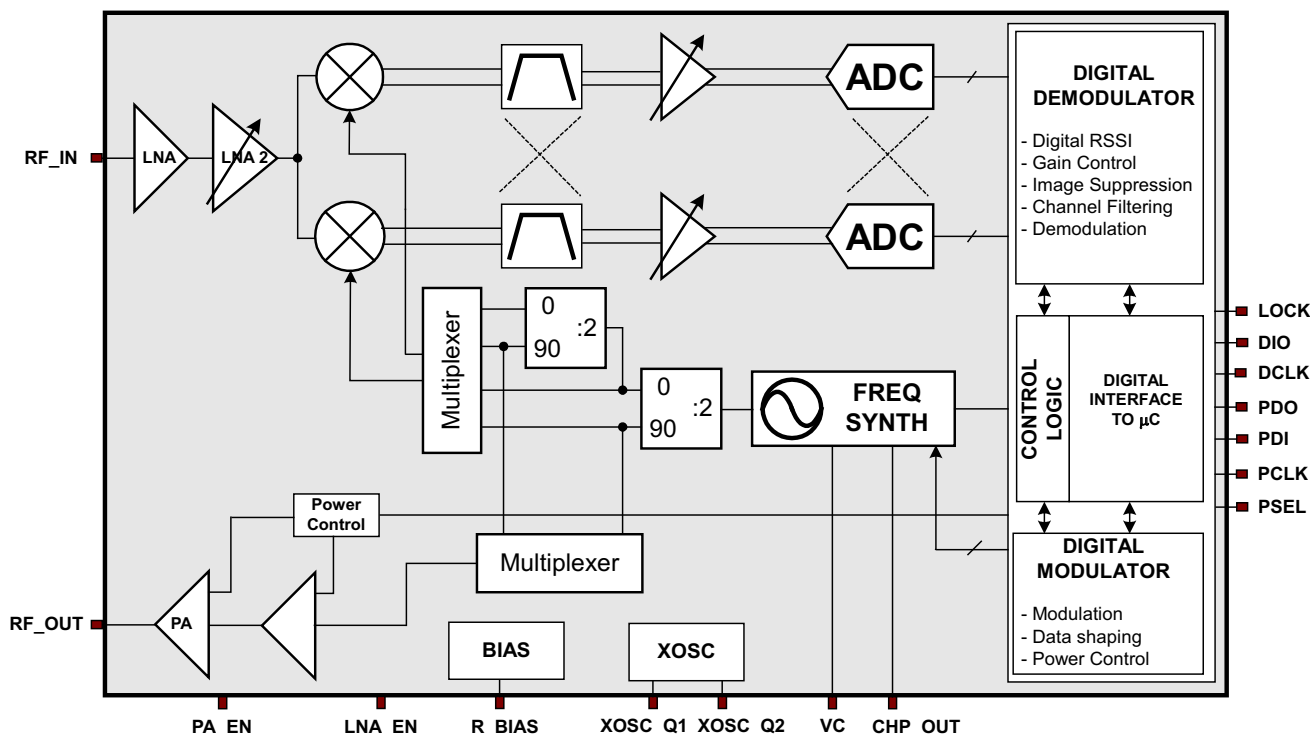 ADC
DIGITAL
DEMODULATOR
- Digital RSSI
- Gain Control
- Image Suppression
- Channel Filtering
- Demodulation
RF_IN
LNA
LNA 2
ADC
Multiplexer
0
:2
90
0
:2
90
FREQ
SYNTH
CONTROL
LOGIC
DIGITAL
INTERFACE
TO µC
LOCK
DIO
DCLK
PDO
PDI
PCLK
PSEL
Power
Control
Multiplexer
DIGITAL
MODULATOR
- Modulation
- Data shaping
- Power Control
RF_OUT
PA
BIAS
XOSC
PA_EN
LNA_EN
R_BIAS
XOSC_Q1
XOSC_Q2
VC
CHP_OUT